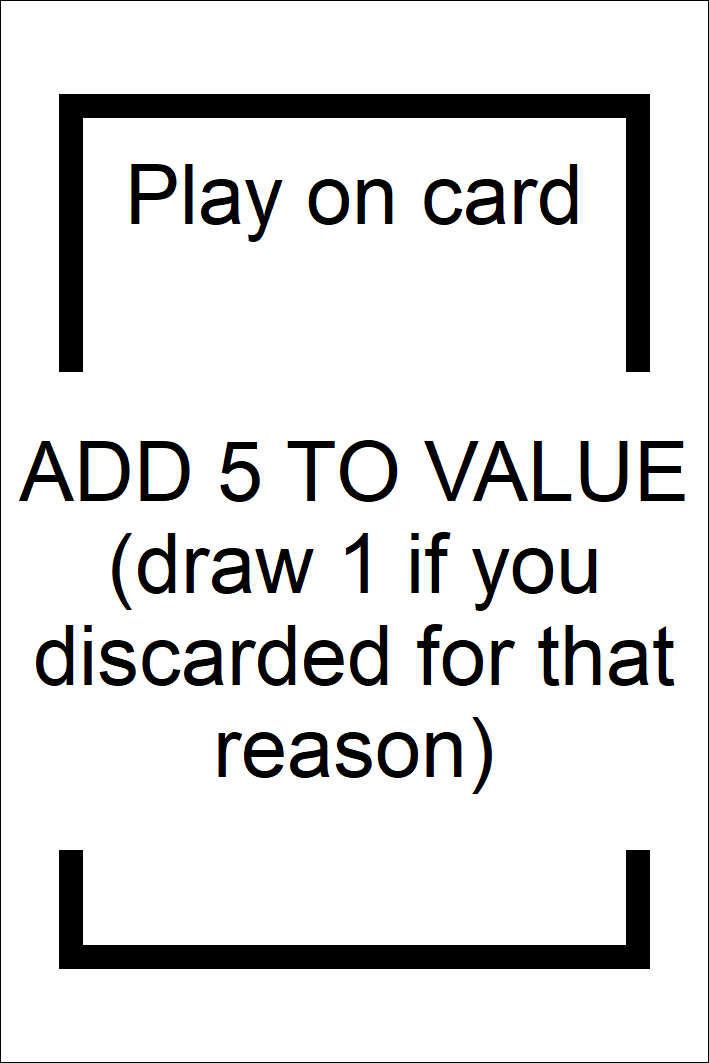 Play on card
ADD 5 TO VALUE
(draw 1 if you
discarded for that
reason)